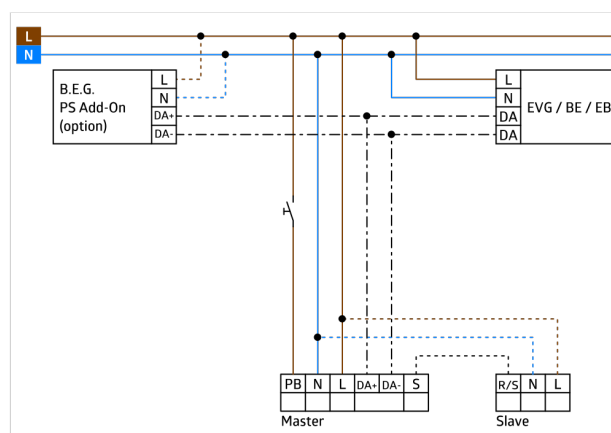 L
N
B.E.G.
PS Add-On
(option)
L
N
DA+
DA-
L
N
DA
DA
EVG / BE / EB
PB N L DA+ DA- S
Master
R/S N L
Slave